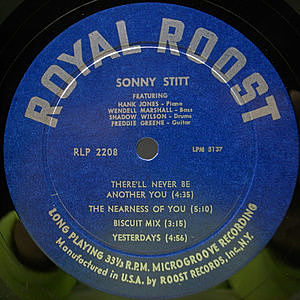 ROYAL ROOST
SONNY STITT
FEATURING
HANK JONES - Piano
WENDELL MARSHALL - Bass
SHADOW WILSON - Drums
FREDDIE GREENE - Guitar
RLP 2208
LPM 3137
THERE'LL NEVER BE
ANOTHER YOU (4:35)
THE NEARNESS OF YOU (5:10)
BISCUIT MIX (3:15)
YESTERDAYS (4:56)
LONG PLAYING 33⅓ R.P.M. MICROGROOVE RECORDING
Manufactured in U.S.A. by ROOST RECORDS, Inc., N.Y.